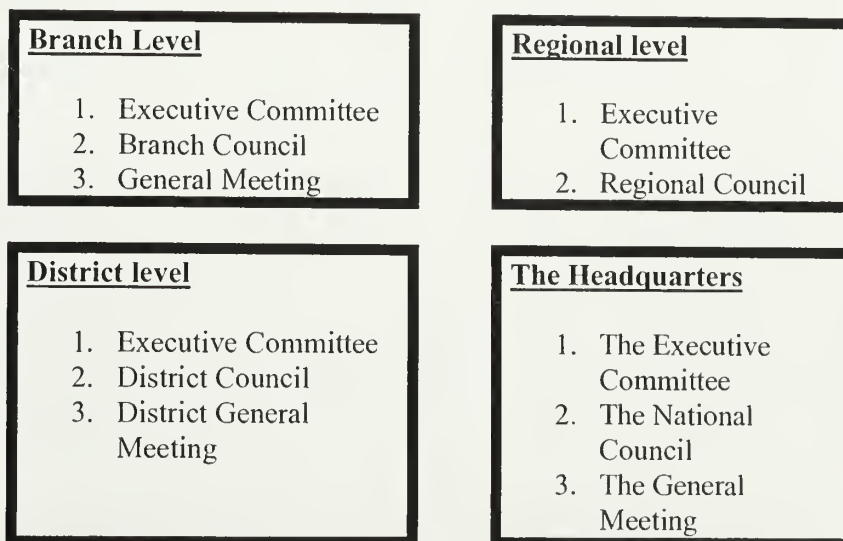 Branch Level
1. Executive Committee
2. Branch Council
3. General Meeting
Regional level
1. Executive
Committee
2. Regional Council
District level
1. Executive Committee
2. District Council
3. District General
Meeting
The Headquarters
1. The Executive
Committee
2. The National
Council
3. The General
Meeting